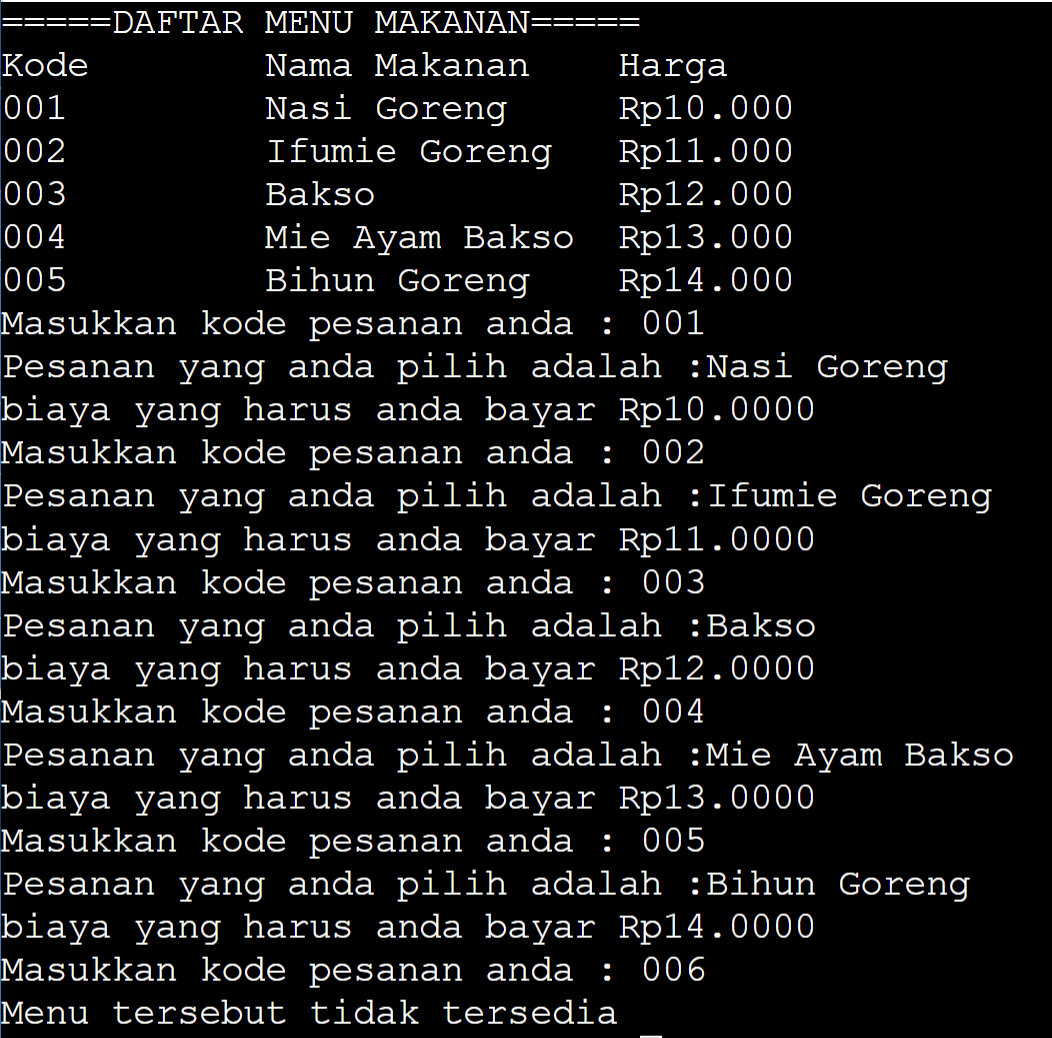 =====DAFTAR MENU MAKANAN=====
Kode        Nama Makanan    Harga
001         Nasi Goreng     Rp10.000
002         Ifumie Goreng   Rp11.000
003         Bakso           Rp12.000
004         Mie Ayam Bakso  Rp13.000
005         Bihun Goreng    Rp14.000
Masukkan kode pesanan anda : 001
Pesanan yang anda pilih adalah :Nasi Goreng
biaya yang harus anda bayar Rp10.0000
Masukkan kode pesanan anda : 002
Pesanan yang anda pilih adalah :Ifumie Goreng
biaya yang harus anda bayar Rp11.0000
Masukkan kode pesanan anda : 003
Pesanan yang anda pilih adalah :Bakso
biaya yang harus anda bayar Rp12.0000
Masukkan kode pesanan anda : 004
Pesanan yang anda pilih adalah :Mie Ayam Bakso
biaya yang harus anda bayar Rp13.0000
Masukkan kode pesanan anda : 005
Pesanan yang anda pilih adalah :Bihun Goreng
biaya yang harus anda bayar Rp14.0000
Masukkan kode pesanan anda : 006
Menu tersebut tidak tersedia